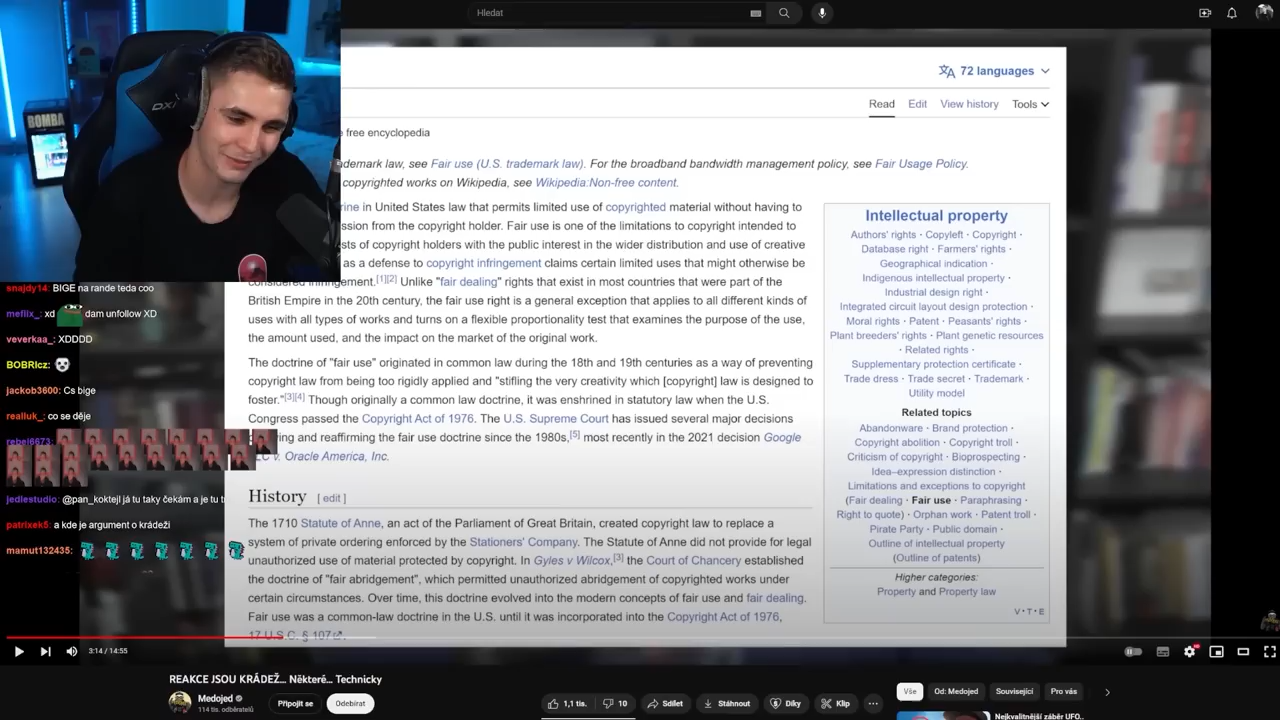 Hledat
DXR
BOMBA
72 languages
Read Edit View history Tools
free encyclopedia
demark law, see Fair use (U.S. trademark law). For the broadband bandwidth management policy, see Fair Usage Policy.
copyrighted works on Wikipedia, see Wikipedia:Non-free content.
rine in United States law that permits limited use of copyrighted material without having to
ssion from the copyright holder. Fair use is one of the limitations to copyright intended to
sts of copyright holders with the public interest in the wider distribution and use of creative
as a defense to copyright infringement claims certain limited uses that might otherwise be
considered infringement.[1][2] Unlike "fair dealing" rights that exist in most countries that were part of the
British Empire in the 20th century, the fair use right is a general exception that applies to all different kinds of
uses with all types of works and turns on a flexible proportionality test that examines the purpose of the use,
the amount used, and the impact on the market of the original work.
The doctrine of "fair use" originated in common law during the 18th and 19th centuries as a way of preventing
copyright law from being too rigidly applied and "stifling the very creativity which [copyright] law is designed to
foster."[3][4] Though originally a common law doctrine, it was enshrined in statutory law when the U.S.
Congress passed the Copyright Act of 1976. The U.S. Supreme Court has issued several major decisions
ing and reaffirming the fair use doctrine since the 1980s,[5] most recently in the 2021 decision Google
LC v. Oracle America, Inc.
History [ edit ]
The 1710 Statute of Anne, an act of the Parliament of Great Britain, created copyright law to replace a
system of private ordering enforced by the Stationers' Company. The Statute of Anne did not provide for legal
unauthorized use of material protected by copyright. In Gyles v Wilcox,[3] the Court of Chancery established
the doctrine of "fair abridgement", which permitted unauthorized abridgement of copyrighted works under
certain circumstances. Over time, this doctrine evolved into the modern concepts of fair use and fair dealing.
Fair use was a common-law doctrine in the U.S. until it was incorporated into the Copyright Act of 1976,
17 U.S.C. § 107.
Intellectual property
Authors' rights · Copyleft · Copyright ·
Database right · Farmers' rights ·
Geographical indication ·
Indigenous intellectual property ·
Industrial design right ·
Integrated circuit layout design protection ·
Moral rights · Patent · Peasants' rights ·
Plant breeders' rights · Plant genetic resources
· Related rights ·
Supplementary protection certificate ·
Trade dress · Trade secret · Trademark ·
Utility model
Related topics
Abandonware · Brand protection ·
Copyright abolition · Copyright troll ·
Criticism of copyright · Bioprospecting ·
Idea–expression distinction ·
Limitations and exceptions to copyright
(Fair dealing · Fair use · Paraphrasing ·
Right to quote) · Orphan work · Patent troll ·
Pirate Party · Public domain ·
Outline of intellectual property
(Outline of patents)
Higher categories:
Property and Property law
V·T·E
snajdy14: BIGE na rande teda coo
meflix_: xd dam unfollow XD
veverkaa_: XDDDD
BOBRIcz:
jackob3600: Cs bige
realluk_: co se děje
rebel6673:
jedlestudio: @pan_koktejl já tu taky čekám a je tu t
patrixek5: a kde je argument o krádeži
mamut132435:
3:14 / 14:55
REAKCE JSOU KRÁDEŽ... Některé... Technicky
Medojed
114 tis. odběratelů
Připojit se
Odebírat
1,1 tis. 10 Sdílet Stáhnout Díky Klip
Vše Od: Medojed Související Pro vás
Nejkvalitnější záběr UFO..